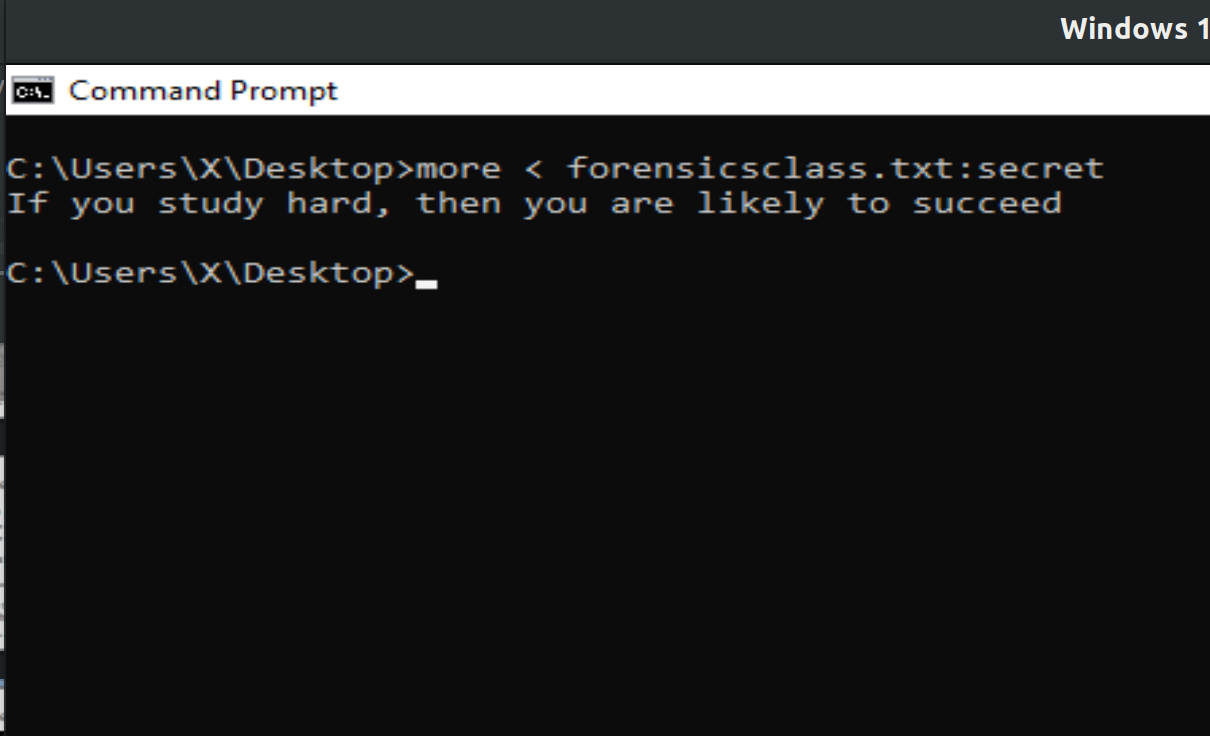 Windows 1
Command Prompt
C:\Users\X\Desktop>more < forensicsclass.txt:secret
If you study hard, then you are likely to succeed
C:\Users\X\Desktop>